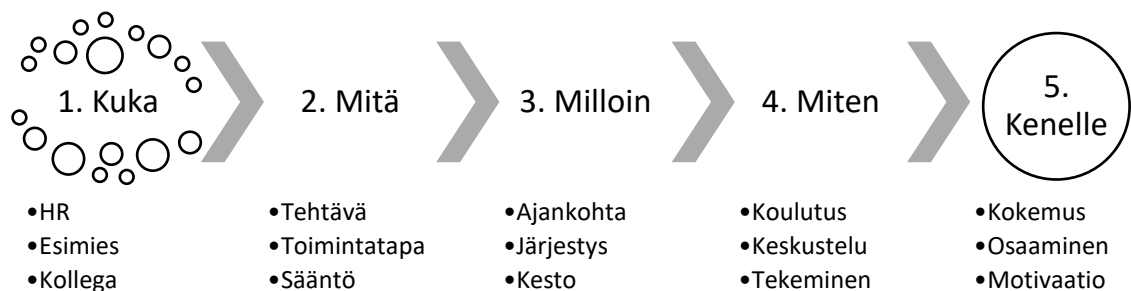 1. Kuka
•HR
•Esimies
•Kollega
2. Mitä
•Tehtävä
•Toimintatapa
•Sääntö
3. Milloin
•Ajankohta
•Järjestys
•Kesto
4. Miten
•Koulutus
•Keskustelu
•Tekeminen
5.
Kenelle
•Kokemus
•Osaaminen
•Motivaatio